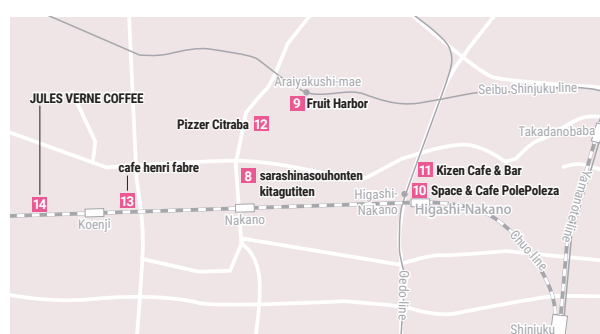 Araiyakushi-mae
Seibu-Shinjuku line
JULES VERNE COFFEE
9 Fruit Harbor
Pizzer Citraba 12
Takadanobaba
cafe henri fabre
8 sarashinasouhonten
kitagutiten
11 Kizen Cafe & Bar
10 Space & Cafe PolePoleza
14
13
Koenji
Nakano
Higashi-
Nakano
Higashi-Nakano
Yamanote line
Chuo line
Oedo line
Shinjuku